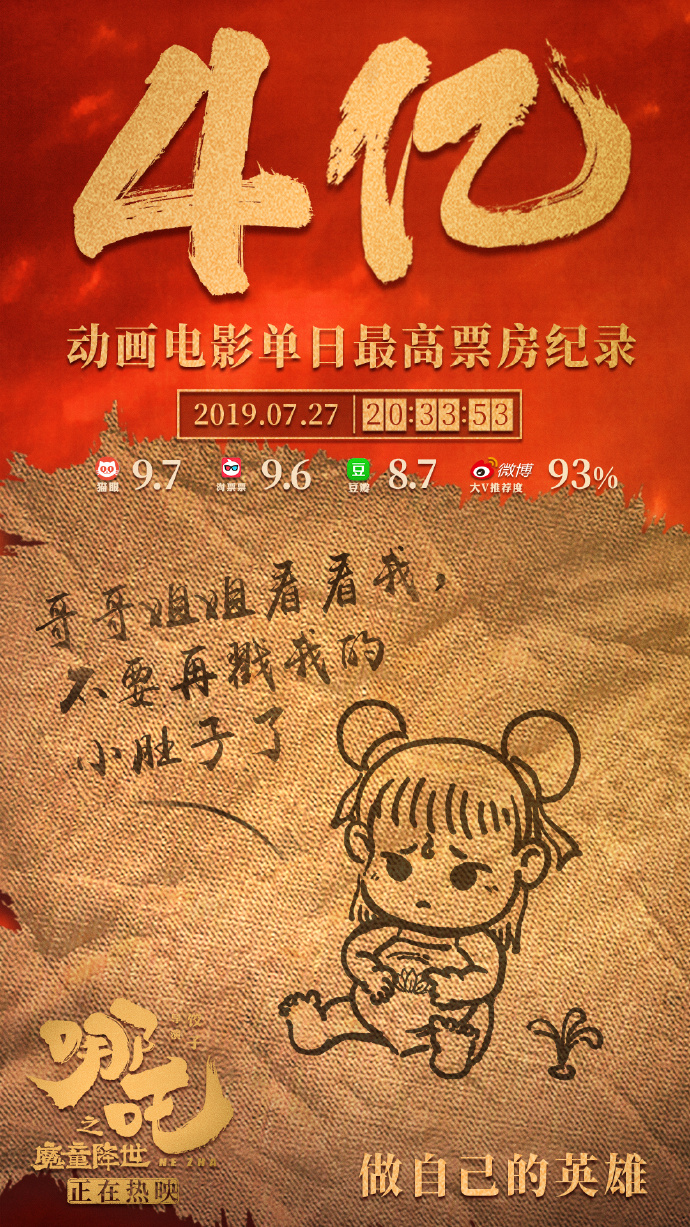 4亿
动画电影单日最高票房纪录
2019.07.27 20:33:53
猫眼 9.7 淘票票 9.6 豆 豆瓣 8.7 微博 大V推荐度 93%
哥哥姐姐看看我，
不要再戳我的
小肚子了
哪吒
之
魔童降世 NE ZHA
正在热映
做自己的英雄